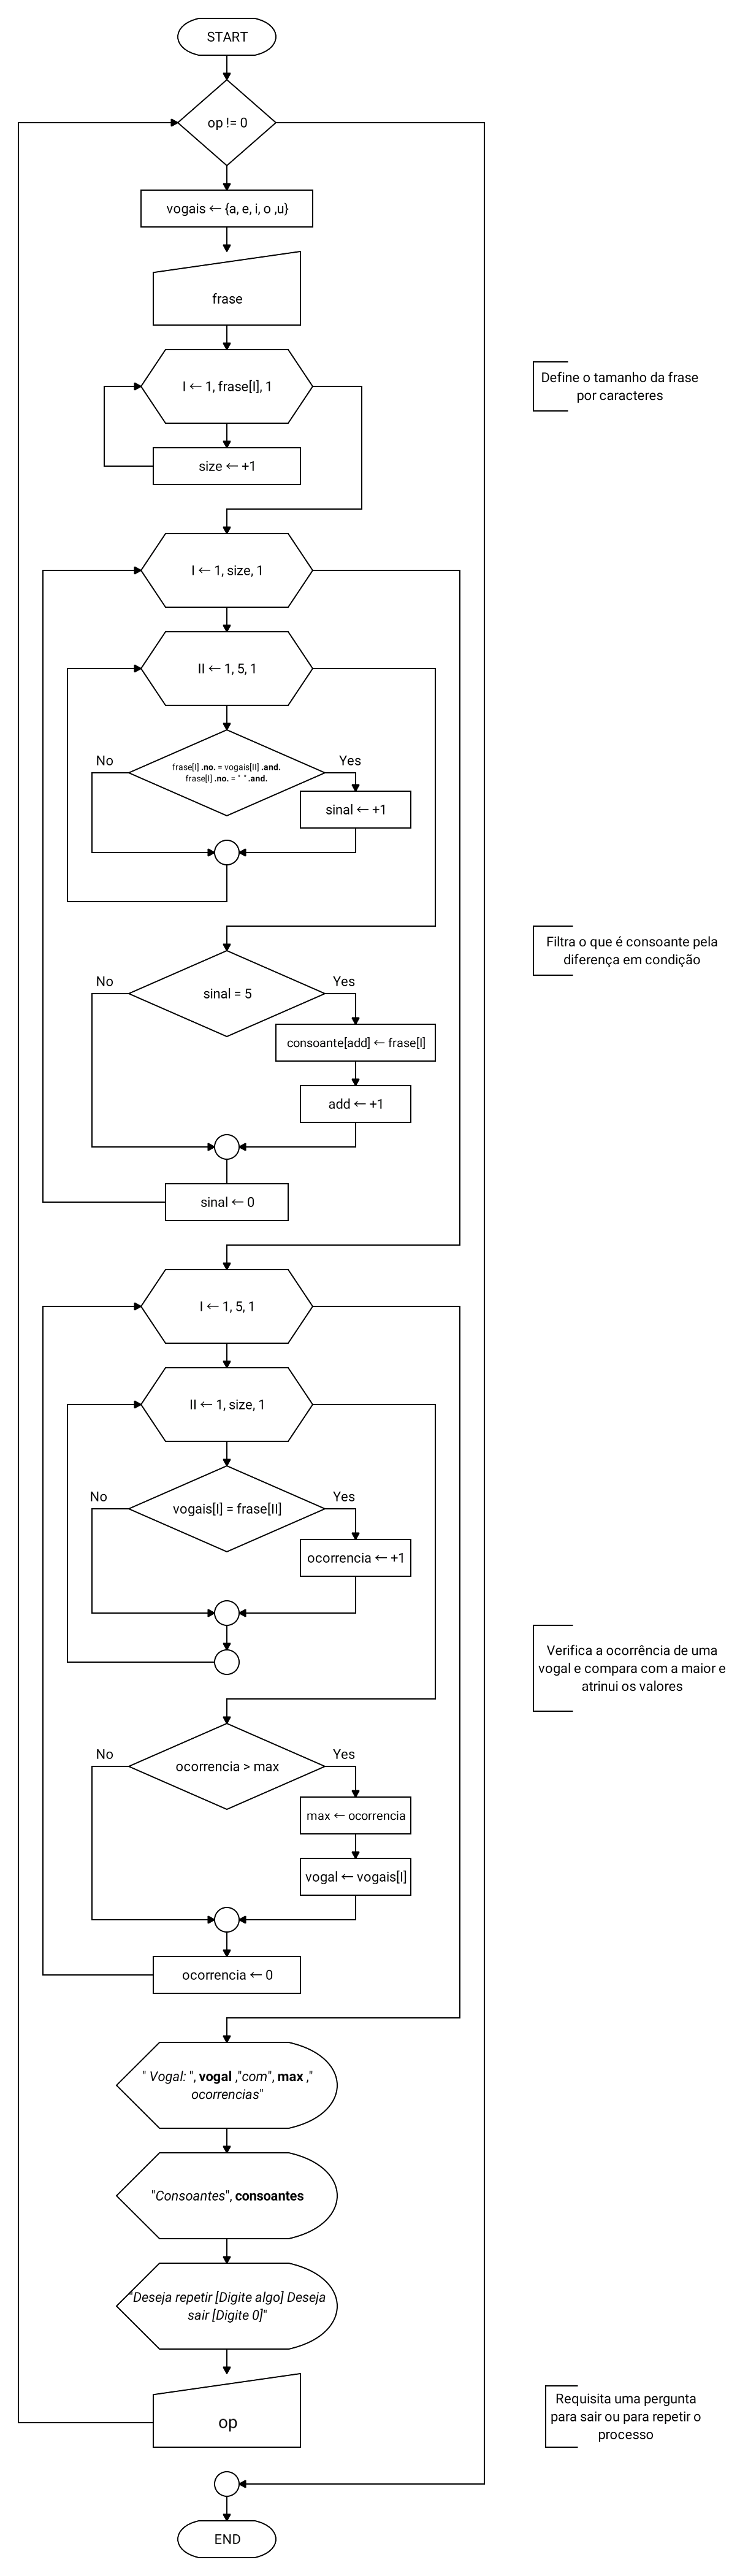 START
op != 0
vogais ← {a, e, i, o ,u}
frase
I ← 1, frase[I], 1
Define o tamanho da frase
por caracteres
size ← +1
I ← 1, size, 1
II ← 1, 5, 1
No
Yes
frase[I] .no. = vogais[II] .and.
frase[I] .no. = " " .and.
sinal ← +1
Filtra o que é consoante pela
diferença em condição
No
Yes
sinal = 5
consoante[add] ← frase[I]
add ← +1
sinal ← 0
I ← 1, 5, 1
II ← 1, size, 1
No
Yes
vogais[I] = frase[II]
ocorrencia ← +1
Verifica a ocorrência de uma
vogal e compara com a maior e
atrinui os valores
No
Yes
ocorrencia > max
max ← ocorrencia
vogal ← vogais[I]
ocorrencia ← 0
" Vogal: ", vogal ,"com", max ,"
ocorrencias"
"Consoantes", consoantes
"Deseja repetir [Digite algo] Deseja
sair [Digite 0]"
op
Requisita uma pergunta
para sair ou para repetir o
processo
END